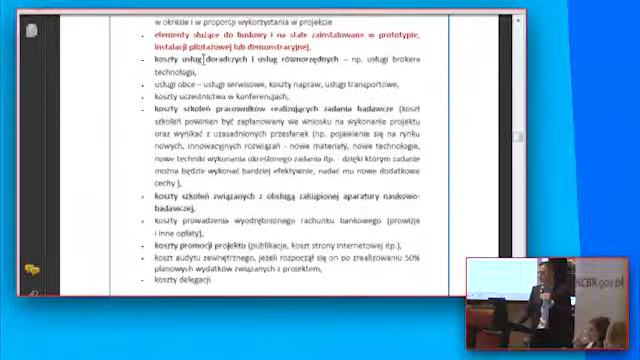 w okresie i w proporcji wykorzystania w projekcie
- elementy służące do budowy i na stałe zainstalowane w prototypie,
instalacji pilotażowej lub demonstracyjnej,
- koszty usług doradczych i usług równorzędnych – np. usługi brokera
technologii,
- usługi obce – usługi serwisowe, koszty napraw, usługi transportowe,
- koszty uczestnictwa w konferencjach,
- koszty szkoleń pracowników realizujących zadania badawcze (koszt
szkoleń powinien być zaplanowany we wniosku na wykonanie projektu
oraz wynikać z uzasadnionych przesłanek (np. pojawienie się na rynku
nowych, innowacyjnych rozwiązań - nowe materiały, nowe technologie,
nowe techniki wykonania określonego zadania itp. - dzięki którym zadanie
można będzie wykonać bardziej efektywnie, nadać mu nowe dodatkowe
cechy ),
- koszty szkoleń związanych z obsługą zakupionej aparatury naukowo-
badawczej,
- koszty prowadzenia wyodrębnionego rachunku bankowego (prowizje
i inne opłaty),
- koszty promocji projektu (publikacje, koszt strony internetowej itp.),
- koszt audytu zewnętrznego, jeżeli rozpoczął się on po zrealizowaniu 50%
planowych wydatków związanych z projektem,
- koszty delegacji.
NCBR.gov.pl